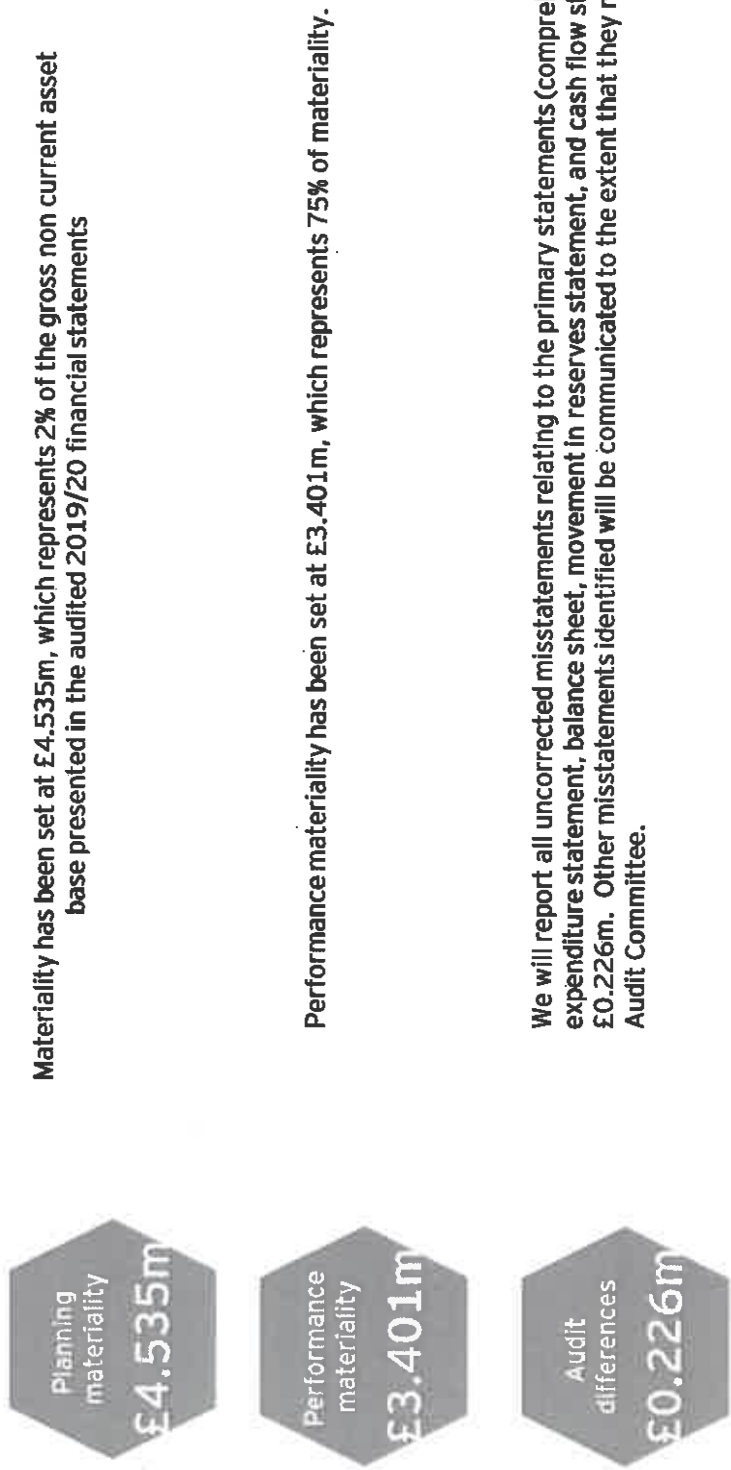 Planning
materiality
£4.535m
Materiality has been set at £4.535m, which represents 2% of the gross non current asset
base presented in the audited 2019/20 financial statements
Performance
materiality
£3.401m
Performance materiality has been set at £3.401m, which represents 75% of materiality.
Audit
differences
£0.226m
We will report all uncorrected misstatements relating to the primary statements (compre
expenditure statement, balance sheet, movement in reserves statement, and cash flow st
£0.226m. Other misstatements identified will be communicated to the extent that they
Audit Committee.